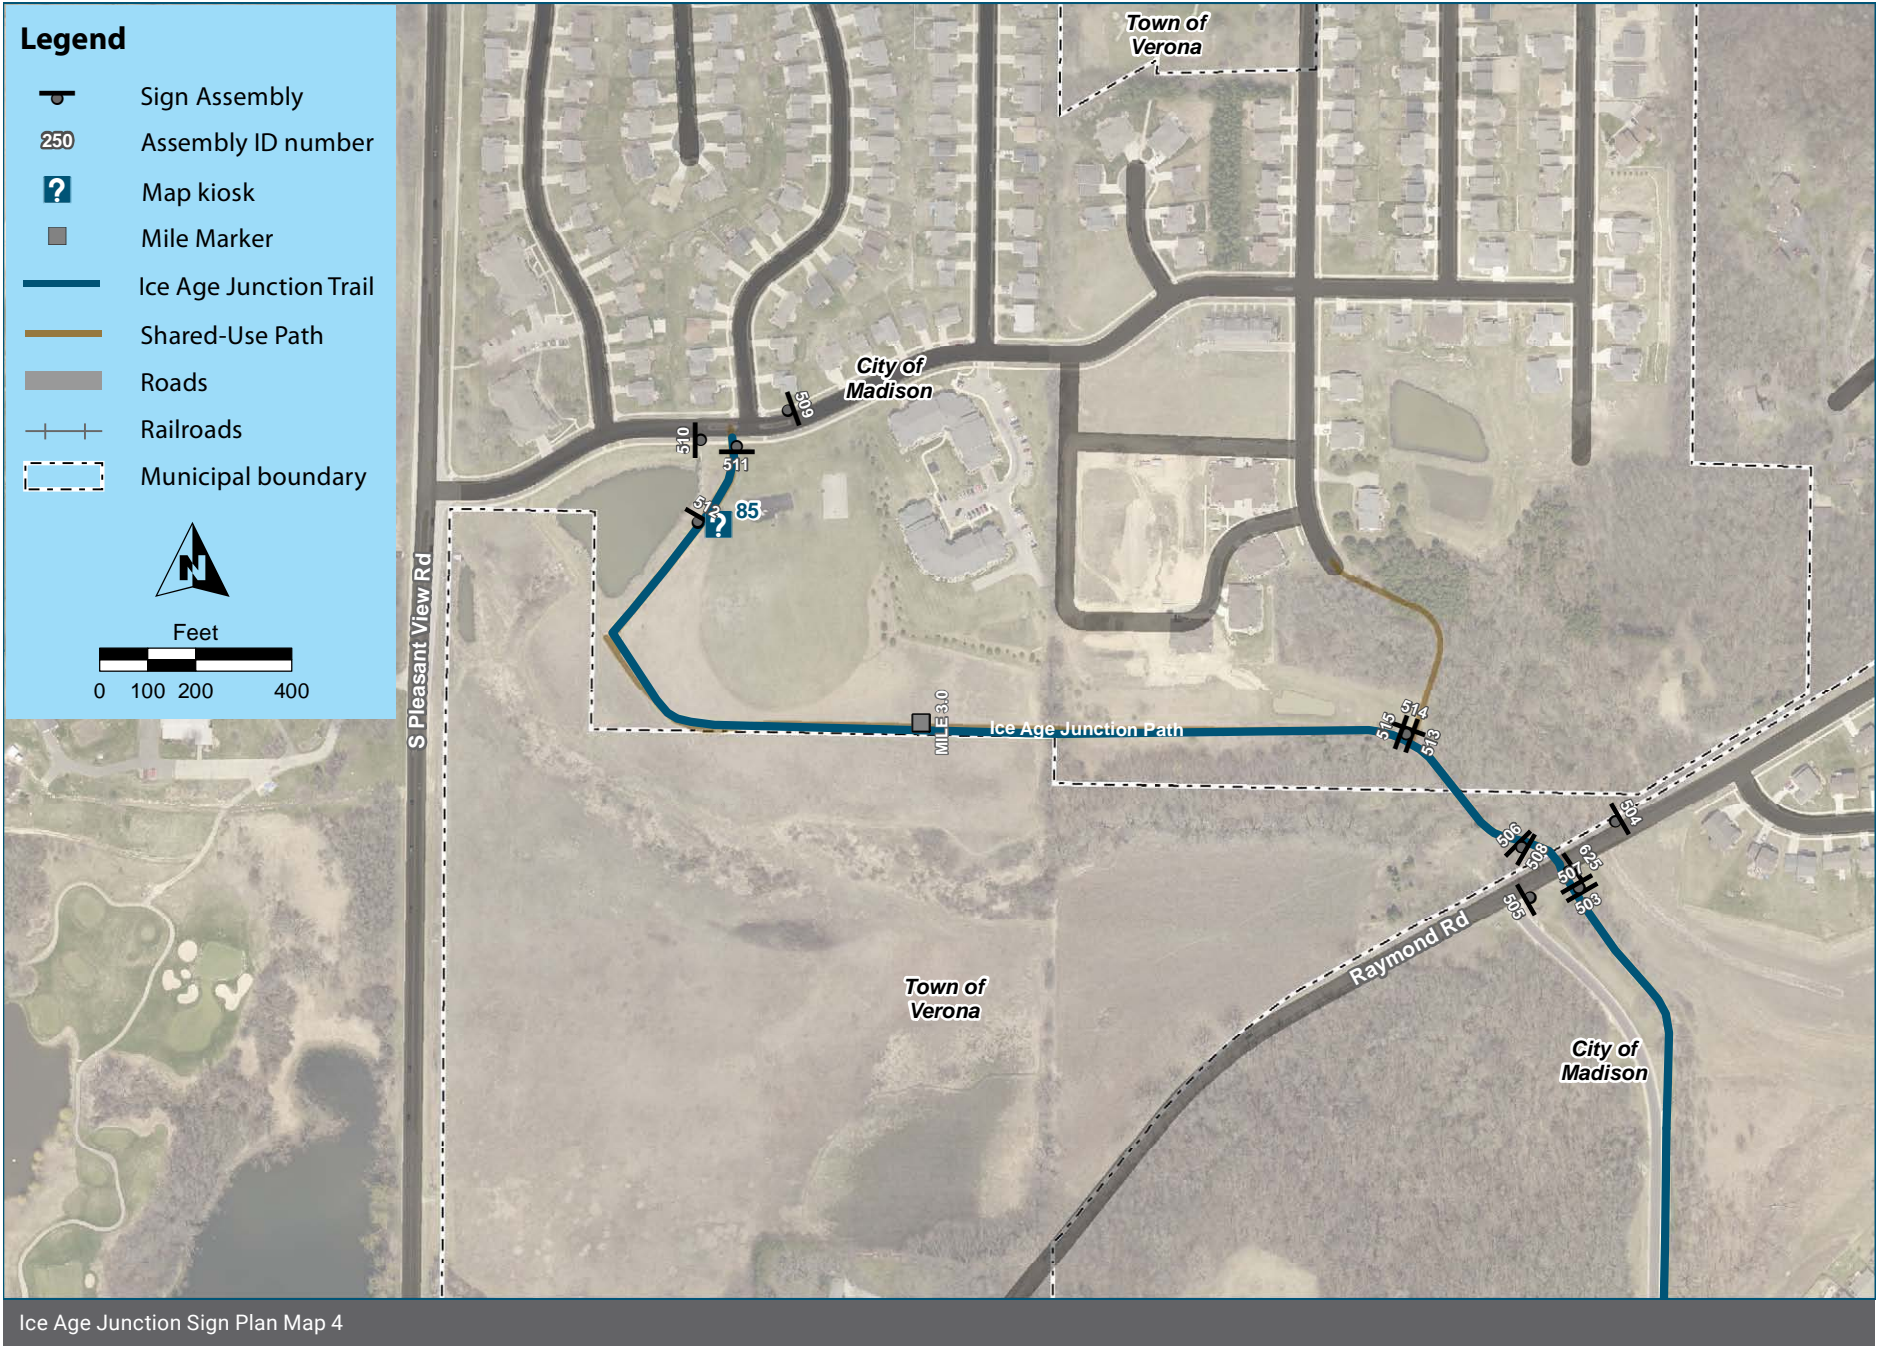 Legend
Sign Assembly
250
Assembly ID number
?
Map kiosk
Mile Marker
Ice Age Junction Trail
Shared-Use Path
Roads
Railroads
Municipal boundary
N
Feet
0 100 200 400
Town of
Verona
City of
Madison
509
510
511
512
?
85
S Pleasant View Rd
MILE 3.0
Ice Age Junction Path
514
515
513
504
506
508
625
507
503
505
Raymond Rd
Town of
Verona
City of
Madison
Ice Age Junction Sign Plan Map 4